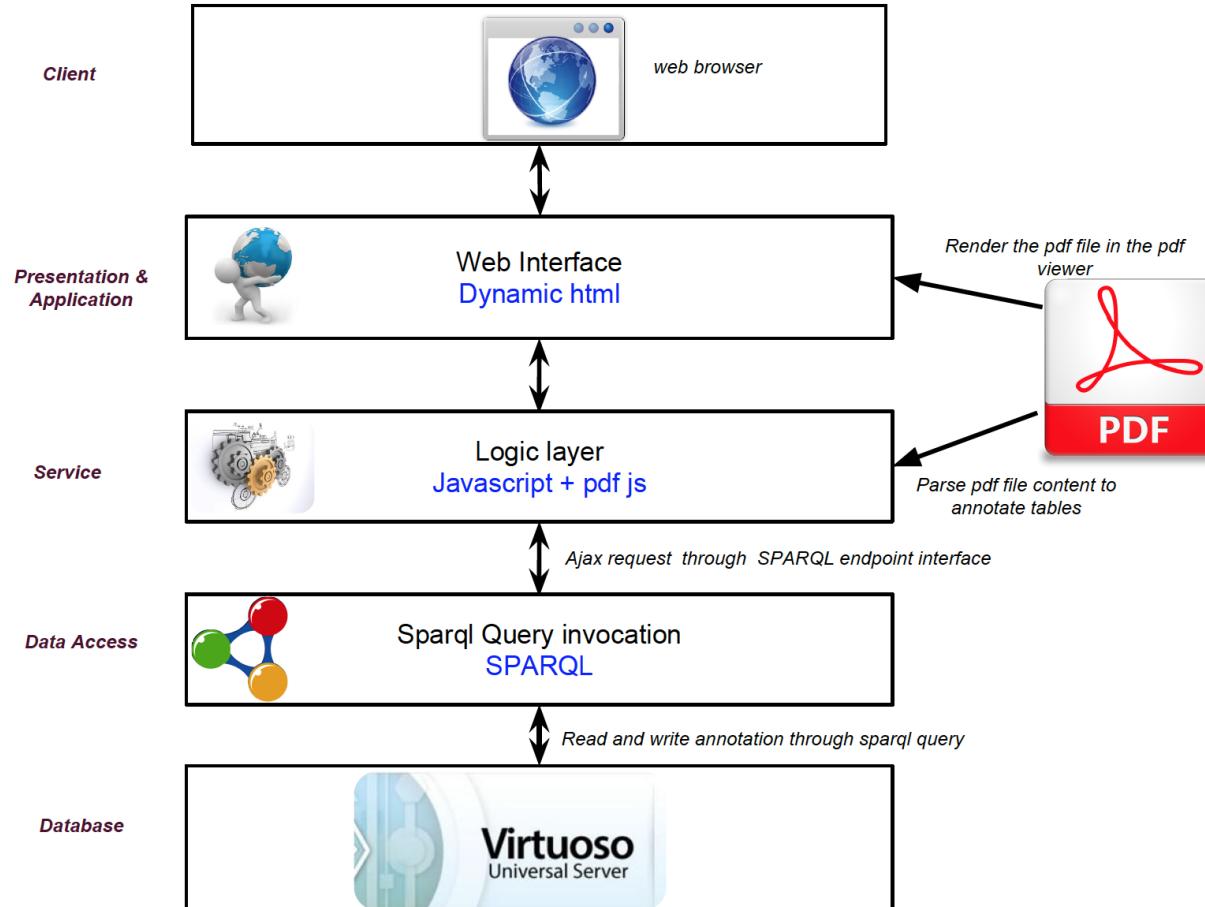 Client
web browser
Presentation &
Application
Web Interface
Dynamic html
Render the pdf file in the pdf
viewer
PDF
Service
Logic layer
Javascript + pdf js
Parse pdf file content to
annotate tables
Ajax request through SPARQL endpoint interface
Data Access
Sparql Query invocation
SPARQL
Read and write annotation through sparql query
Database
Virtuoso
Universal Server